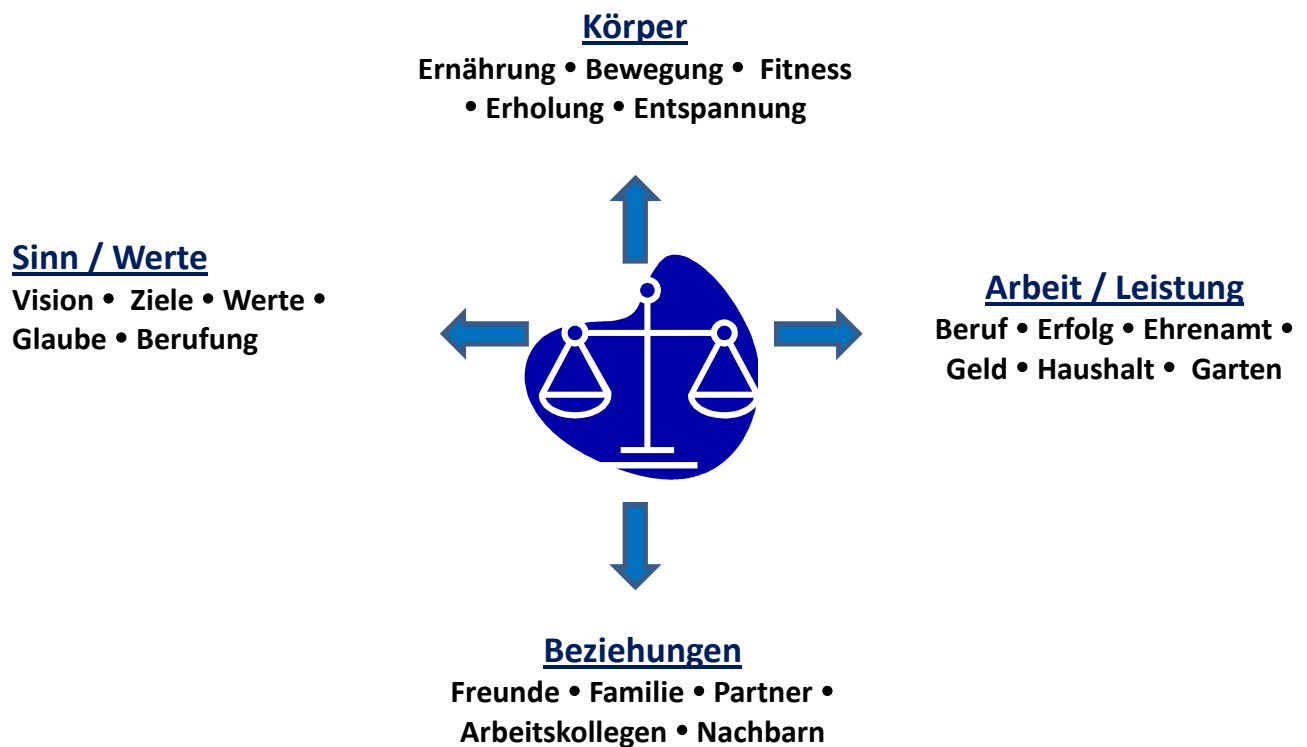 Körper
Ernährung • Bewegung • Fitness
• Erholung • Entspannung
Sinn / Werte
Vision • Ziele • Werte •
Glaube • Berufung
Arbeit / Leistung
Beruf • Erfolg • Ehrenamt •
Geld • Haushalt • Garten
Beziehungen
Freunde • Familie • Partner •
Arbeitskollegen • Nachbarn